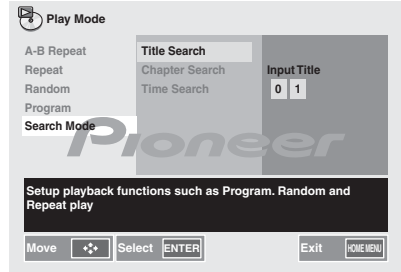 Play Mode
A-B Repeat
Repeat
Random
Program
Search Mode
Title Search
Chapter Search
Time Search
Input Title
0 1
Pioneer
Setup playback functions such as Program. Random and
Repeat play
Move Select ENTER Exit HOME MENU